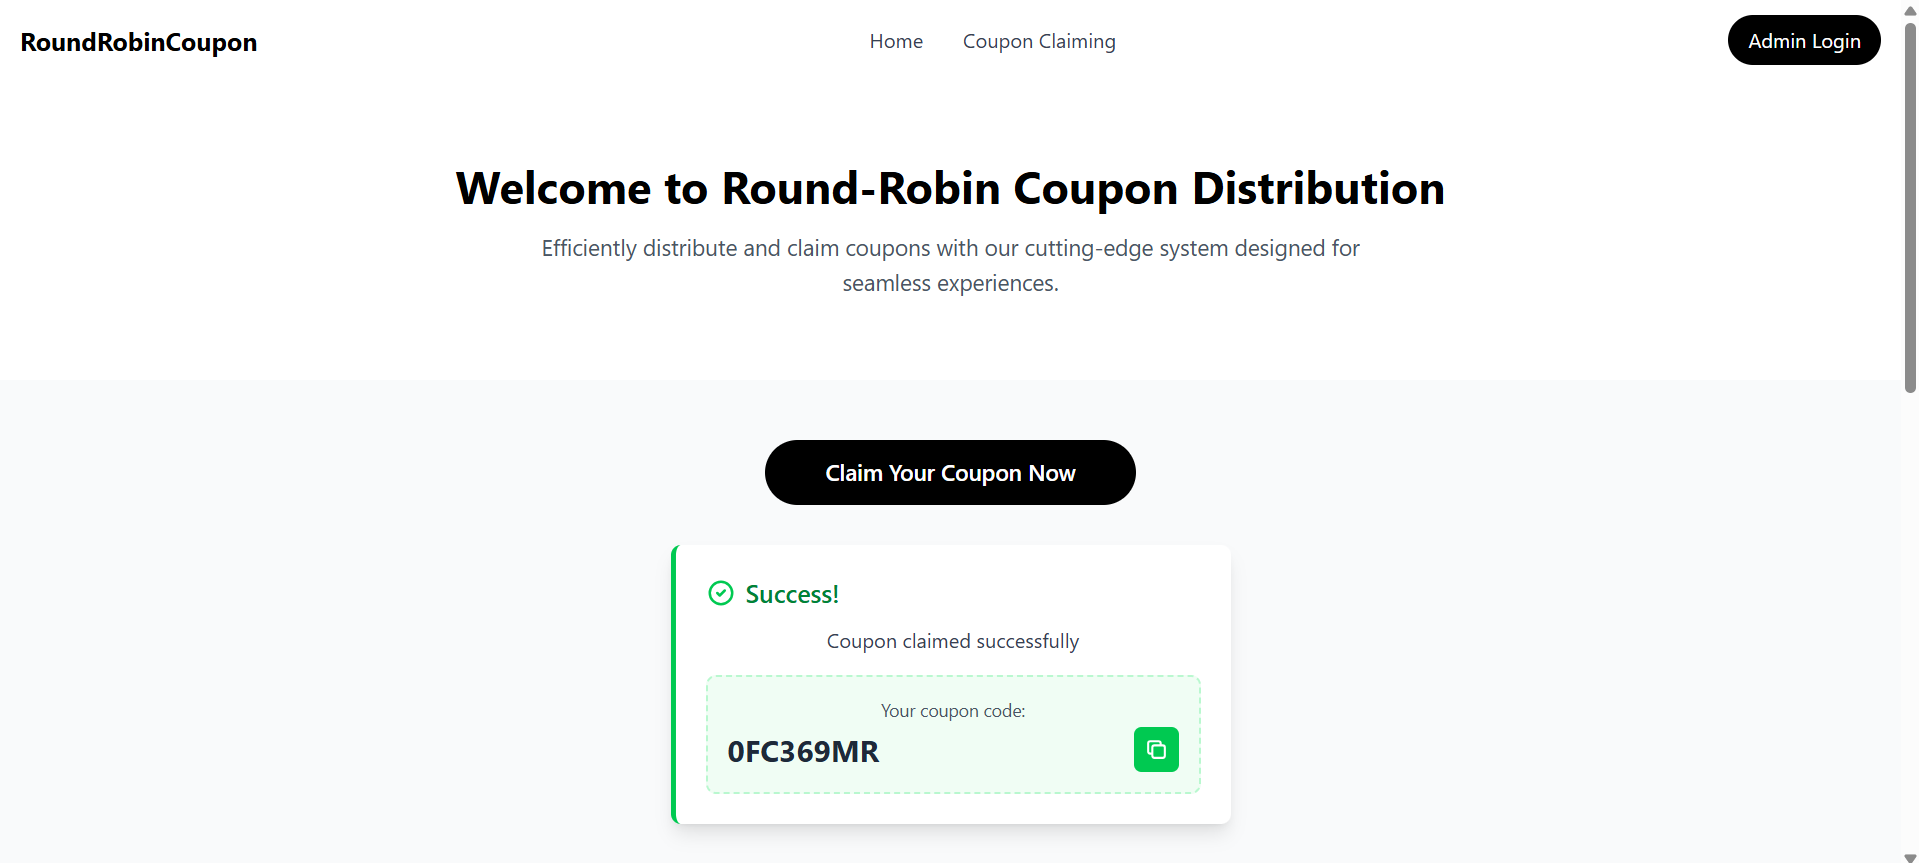 RoundRobinCoupon
Home
Coupon Claiming
Admin Login
Welcome to Round-Robin Coupon Distribution
Efficiently distribute and claim coupons with our cutting-edge system designed for
seamless experiences.
Claim Your Coupon Now
Success!
Coupon claimed successfully
Your coupon code:
0FC369MR